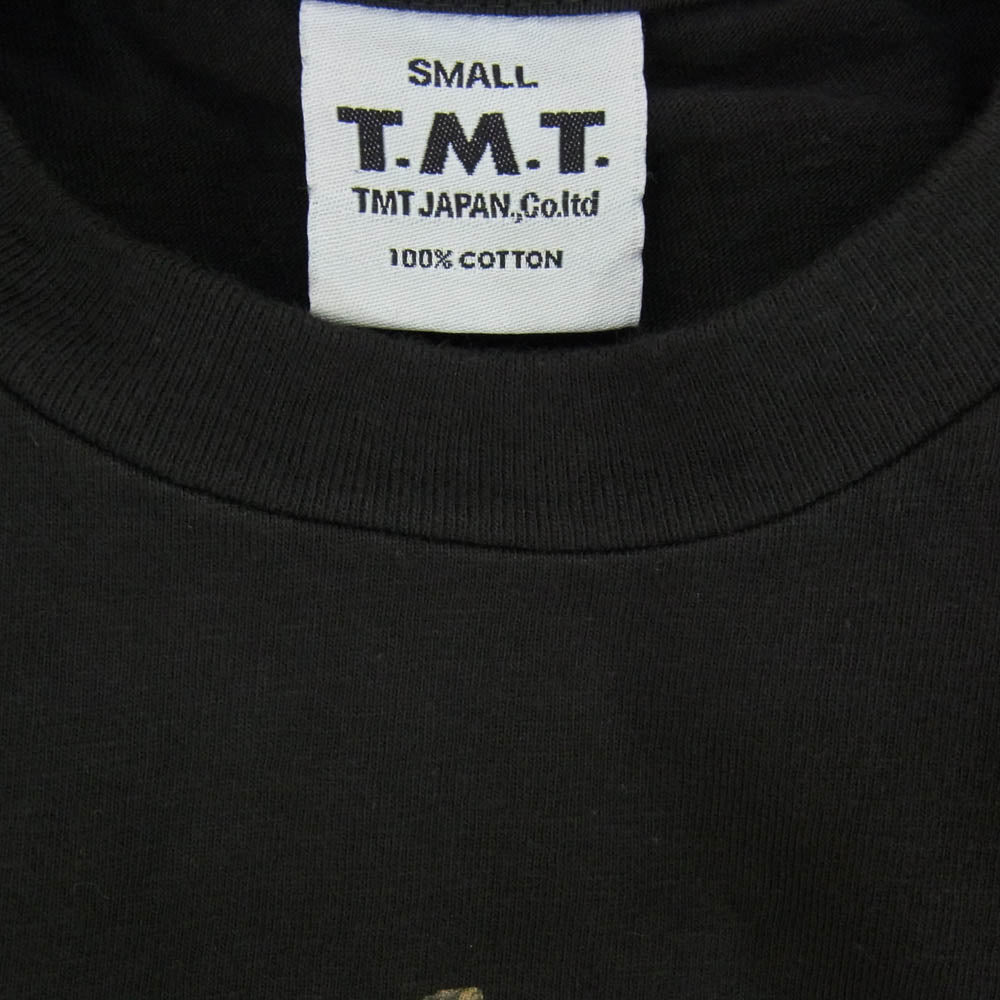 SMALL
T.M.T.
TMT JAPAN.,Co.ltd
100% COTTON